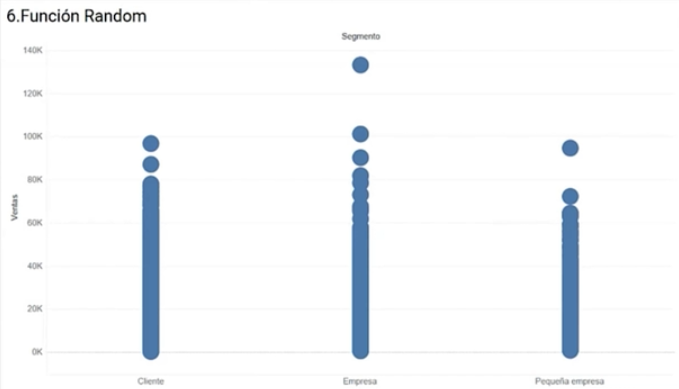 6.Función Random
Segmento
140K
120K
100K
80K
60K
40K
20K
0K
Ventas
Cliente
Empresa
Pequeña empresa